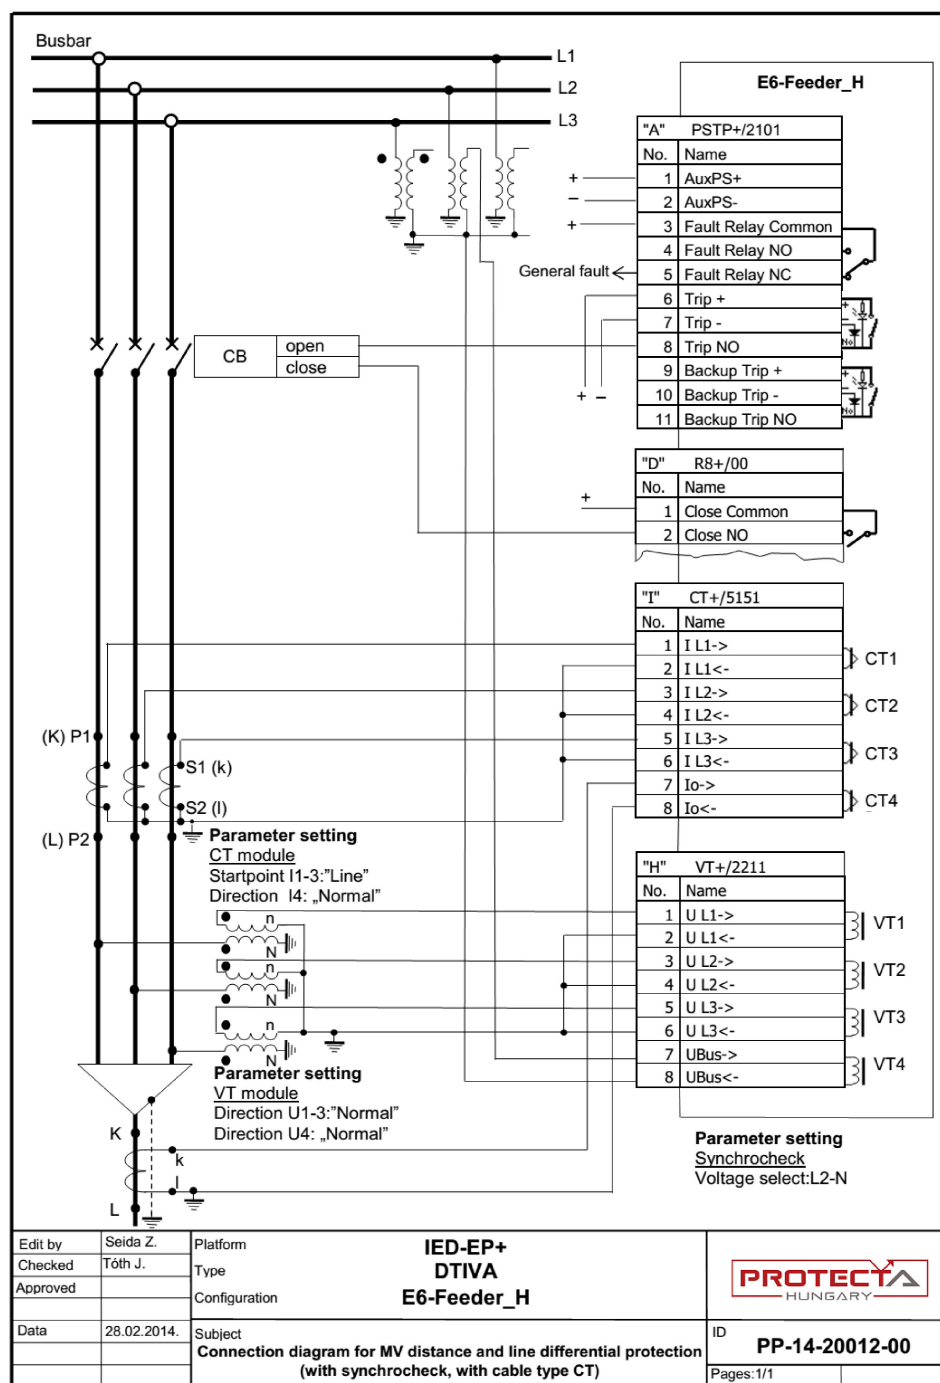 Busbar
L1
L2
L3
E6-Feeder_H
"A" PSTP+/2101
No. Name
1 AuxPS+
2 AuxPS-
3 Fault Relay Common
4 Fault Relay NO
5 Fault Relay NC
6 Trip +
7 Trip -
8 Trip NO
9 Backup Trip +
10 Backup Trip -
11 Backup Trip NO
+
−
+
General fault
+ −
CB
open
close
"D" R8+/00
No. Name
1 Close Common
2 Close NO
+
"I" CT+/5151
No. Name
1 I L1->
2 I L1<-
3 I L2->
4 I L2<-
5 I L3->
6 I L3<-
7 Io->
8 Io<-
CT1
CT2
CT3
CT4
(K) P1
S1 (k)
S2 (l)
(L) P2
Parameter setting
CT module
Startpoint I1-3:"Line"
Direction I4: „Normal”
"H" VT+/2211
No. Name
1 U L1->
2 U L1<-
3 U L2->
4 U L2<-
5 U L3->
6 U L3<-
7 UBus->
8 UBus<-
VT1
VT2
VT3
VT4
n
N
n
N
n
N
Parameter setting
VT module
Direction U1-3:"Normal"
Direction U4: „Normal”
K
k
l
L
Parameter setting
Synchrocheck
Voltage select:L2-N
Edit by Seida Z.
Checked Tóth J.
Approved
Data 28.02.2014.
Platform IED-EP+
Type DTIVA
Configuration E6-Feeder_H
Subject
Connection diagram for MV distance and line differential protection
(with synchrocheck, with cable type CT)
PROTECTA
HUNGARY
ID
PP-14-20012-00
Pages:1/1